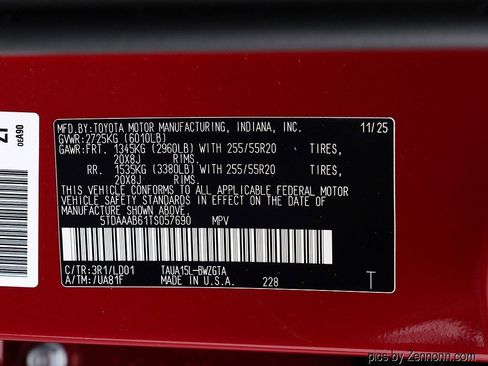 MFD.BY:TOYOTA MOTOR MANUFACTURING, INDIANA, INC. 11/25
GVWR:2725KG (6010LB)
GAWR:FRT. 1345KG (2960LB) WITH 255/55R20 TIRES,
20X8J RIMS.
RR. 1535KG (3380LB) WITH 255/55R20 TIRES,
20X8J RIMS.
THIS VEHICLE CONFORMS TO ALL APPLICABLE FEDERAL MOTOR
VEHICLE SAFETY STANDARDS IN EFFECT ON THE DATE OF
MANUFACTURE SHOWN ABOVE.
5TDAAAB61TS057690 MPV
C/TR:3R1/LD01 TAUA15L-BWZGTA
A/TM:/UA81F MADE IN U.S.A. 228 T
0EA90
pics by Zennonn.com